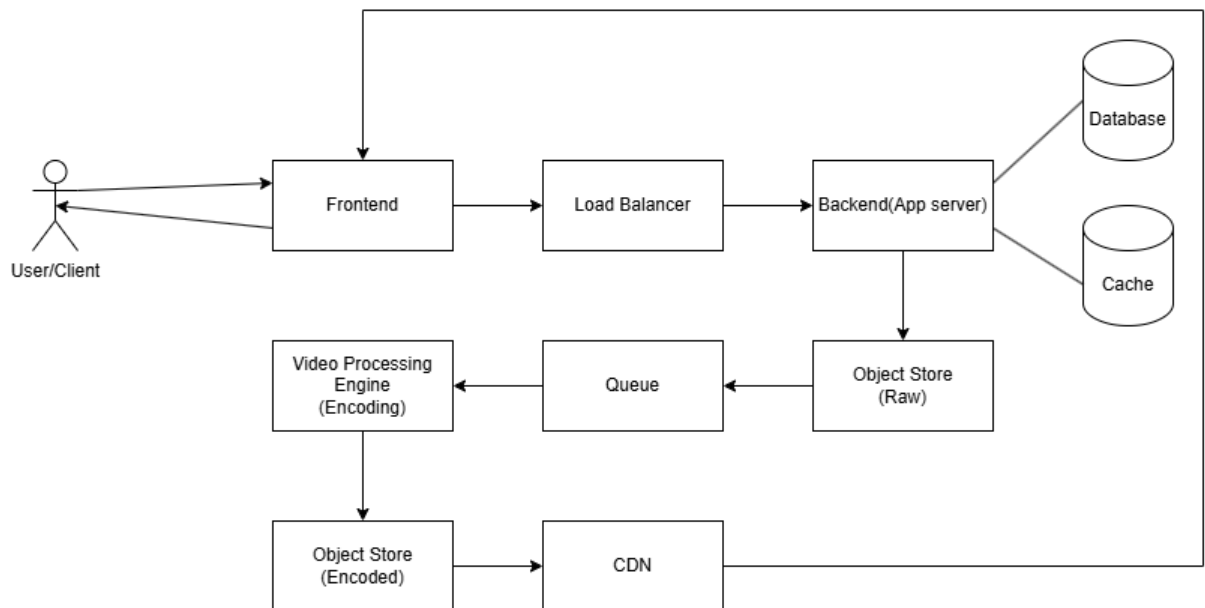 Database
Frontend
Load Balancer
Backend(App server)
User/Client
Cache
Video Processing
Engine
(Encoding)
Queue
Object Store
(Raw)
Object Store
(Encoded)
CDN